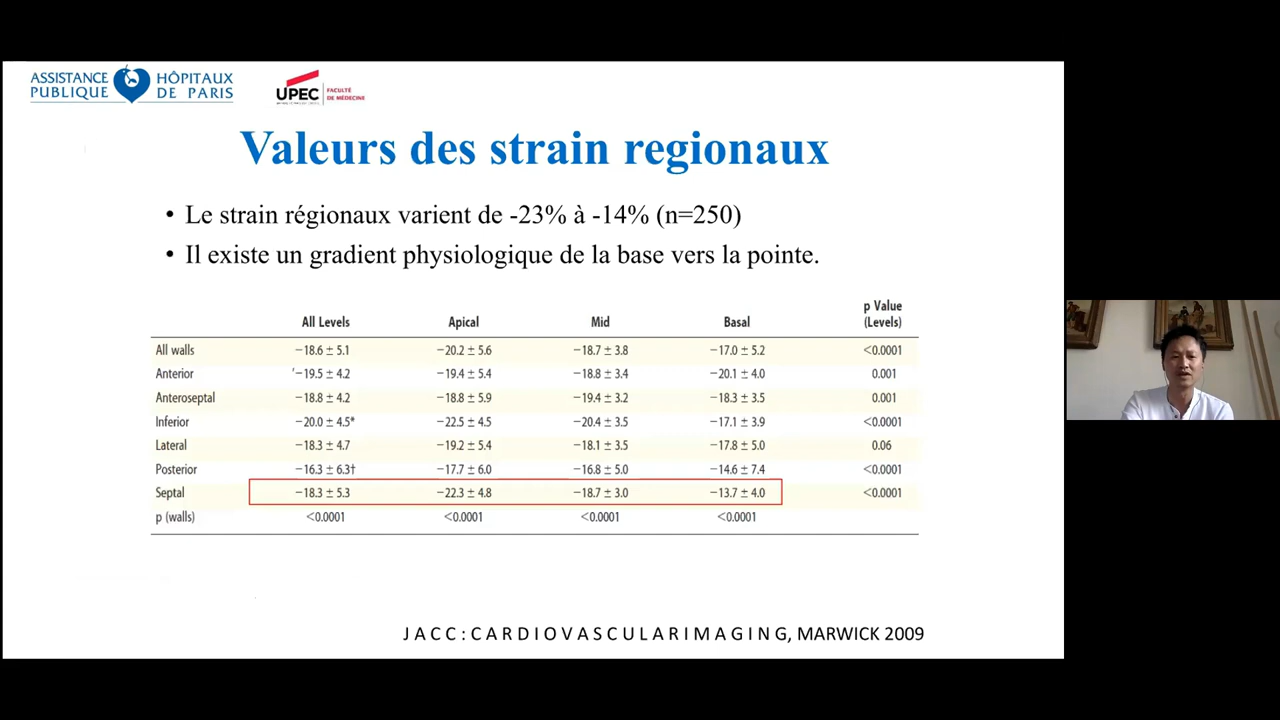 ASSISTANCE PUBLIQUE HÔPITAUX DE PARIS
UPEC FACULTÉ DE MÉDECINE
Valeurs des strain regionaux
• Le strain régionaux varient de -23% à -14% (n=250)
• Il existe un gradient physiologique de la base vers la pointe.
All Levels Apical Mid Basal p Value (Levels)
All walls −18.6 ± 5.1 −20.2 ± 5.6 −18.7 ± 3.8 −17.0 ± 5.2 <0.0001
Anterior −19.5 ± 4.2 −19.4 ± 5.4 −18.8 ± 3.4 −20.1 ± 4.0 0.001
Anteroseptal −18.8 ± 4.2 −18.8 ± 5.9 −19.4 ± 3.2 −18.3 ± 3.5 0.001
Inferior −20.0 ± 4.5* −22.5 ± 4.5 −20.4 ± 3.5 −17.1 ± 3.9 <0.0001
Lateral −18.3 ± 4.7 −19.2 ± 5.4 −18.1 ± 3.5 −17.8 ± 5.0 0.06
Posterior −16.3 ± 6.3† −17.7 ± 6.0 −16.8 ± 5.0 −14.6 ± 7.4 <0.0001
Septal −18.3 ± 5.3 −22.3 ± 4.8 −18.7 ± 3.0 −13.7 ± 4.0 <0.0001
p (walls) <0.0001 <0.0001 <0.0001 <0.0001
J A C C : C A R D I O V A S C U L A R I M A G I N G, MARWICK 2009